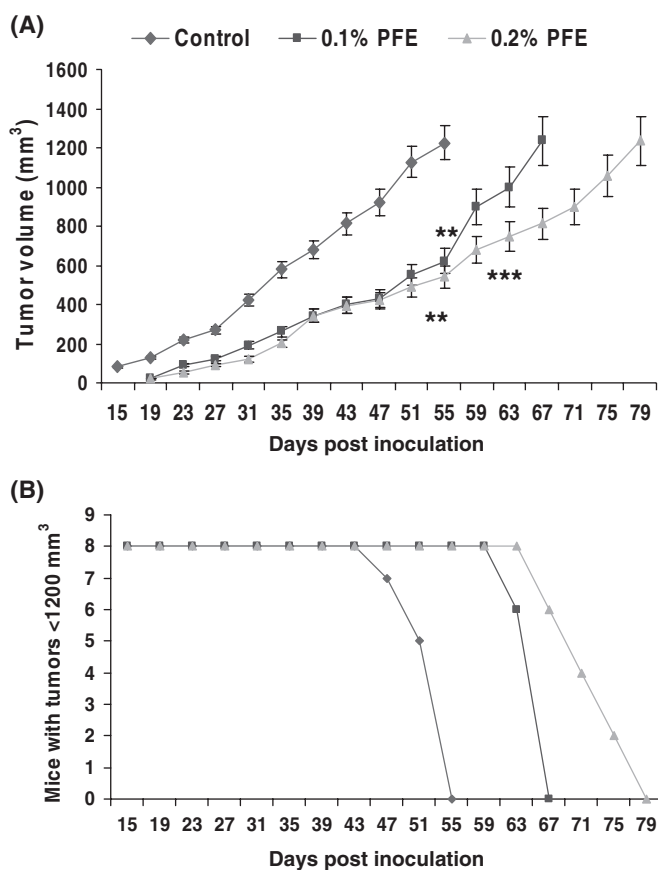 (A)
Control 0.1% PFE 0.2% PFE
Tumor volume (mm³)
1600
1400
1200
1000
800
600
400
200
0
**
***
**
15 19 23 27 31 35 39 43 47 51 55 59 63 67 71 75 79
Days post inoculation
(B)
Mice with tumors <1200 mm³
9
8
7
6
5
4
3
2
1
0
15 19 23 27 31 35 39 43 47 51 55 59 63 67 71 75 79
Days post inoculation